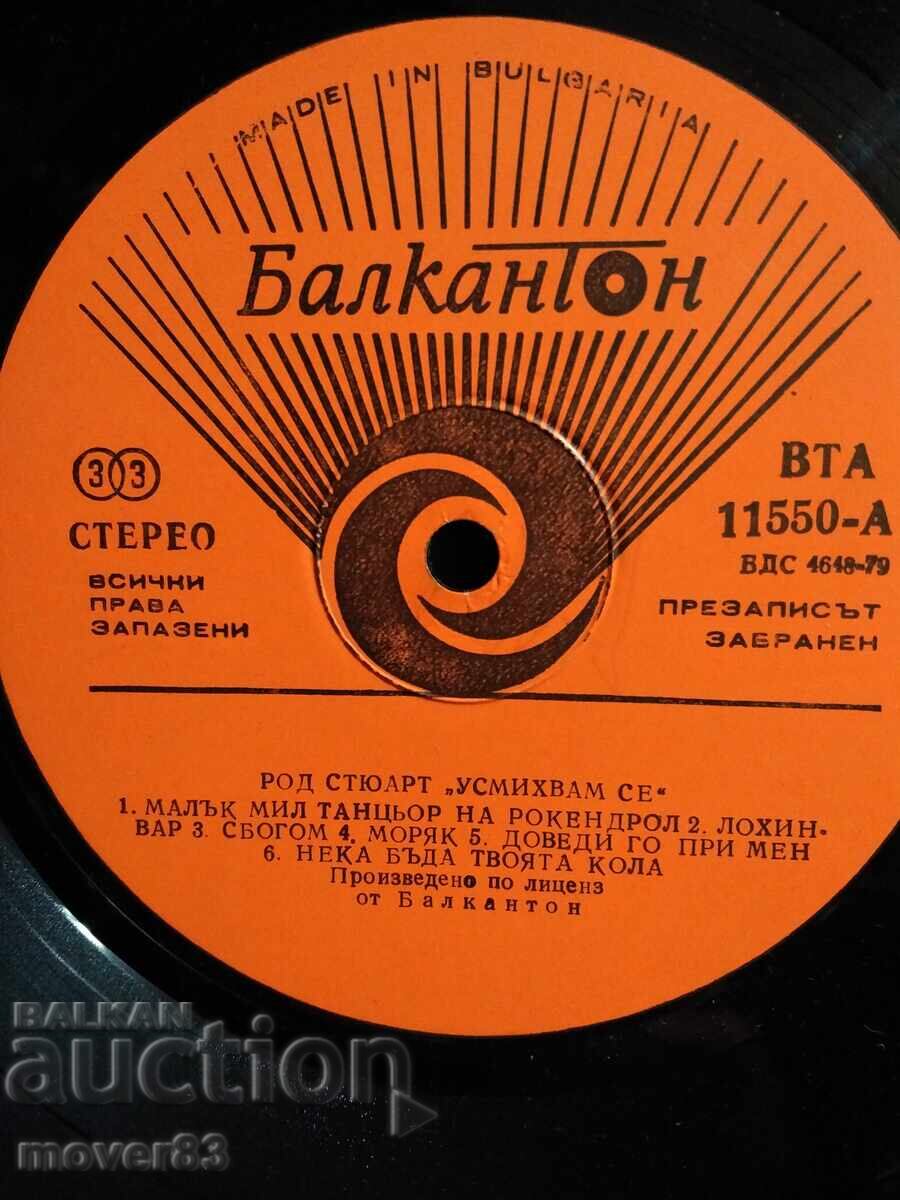 MADE IN BULGARIA
Балкантон
33
СТЕРЕО
ВСИЧКИ
ПРАВА
ЗАПАЗЕНИ
ВТА
11550-А
БДС 4648-79
ПРЕЗАПИСЪТ
ЗАБРАНЕН
РОД СТЮАРТ „УСМИХВАМ СЕ“
1. МАЛЪК МИЛ ТАНЦЬОР НА РОКЕНДРОЛ 2. ЛОХИН-
ВАР 3. СБОГОМ 4. МОРЯК 5. ДОВЕДИ ГО ПРИ МЕН
6. НЕКА БЪДА ТВОЯТА КОЛА
Произведено по лиценз
от Балкантон
BALKAN
auction
mover83